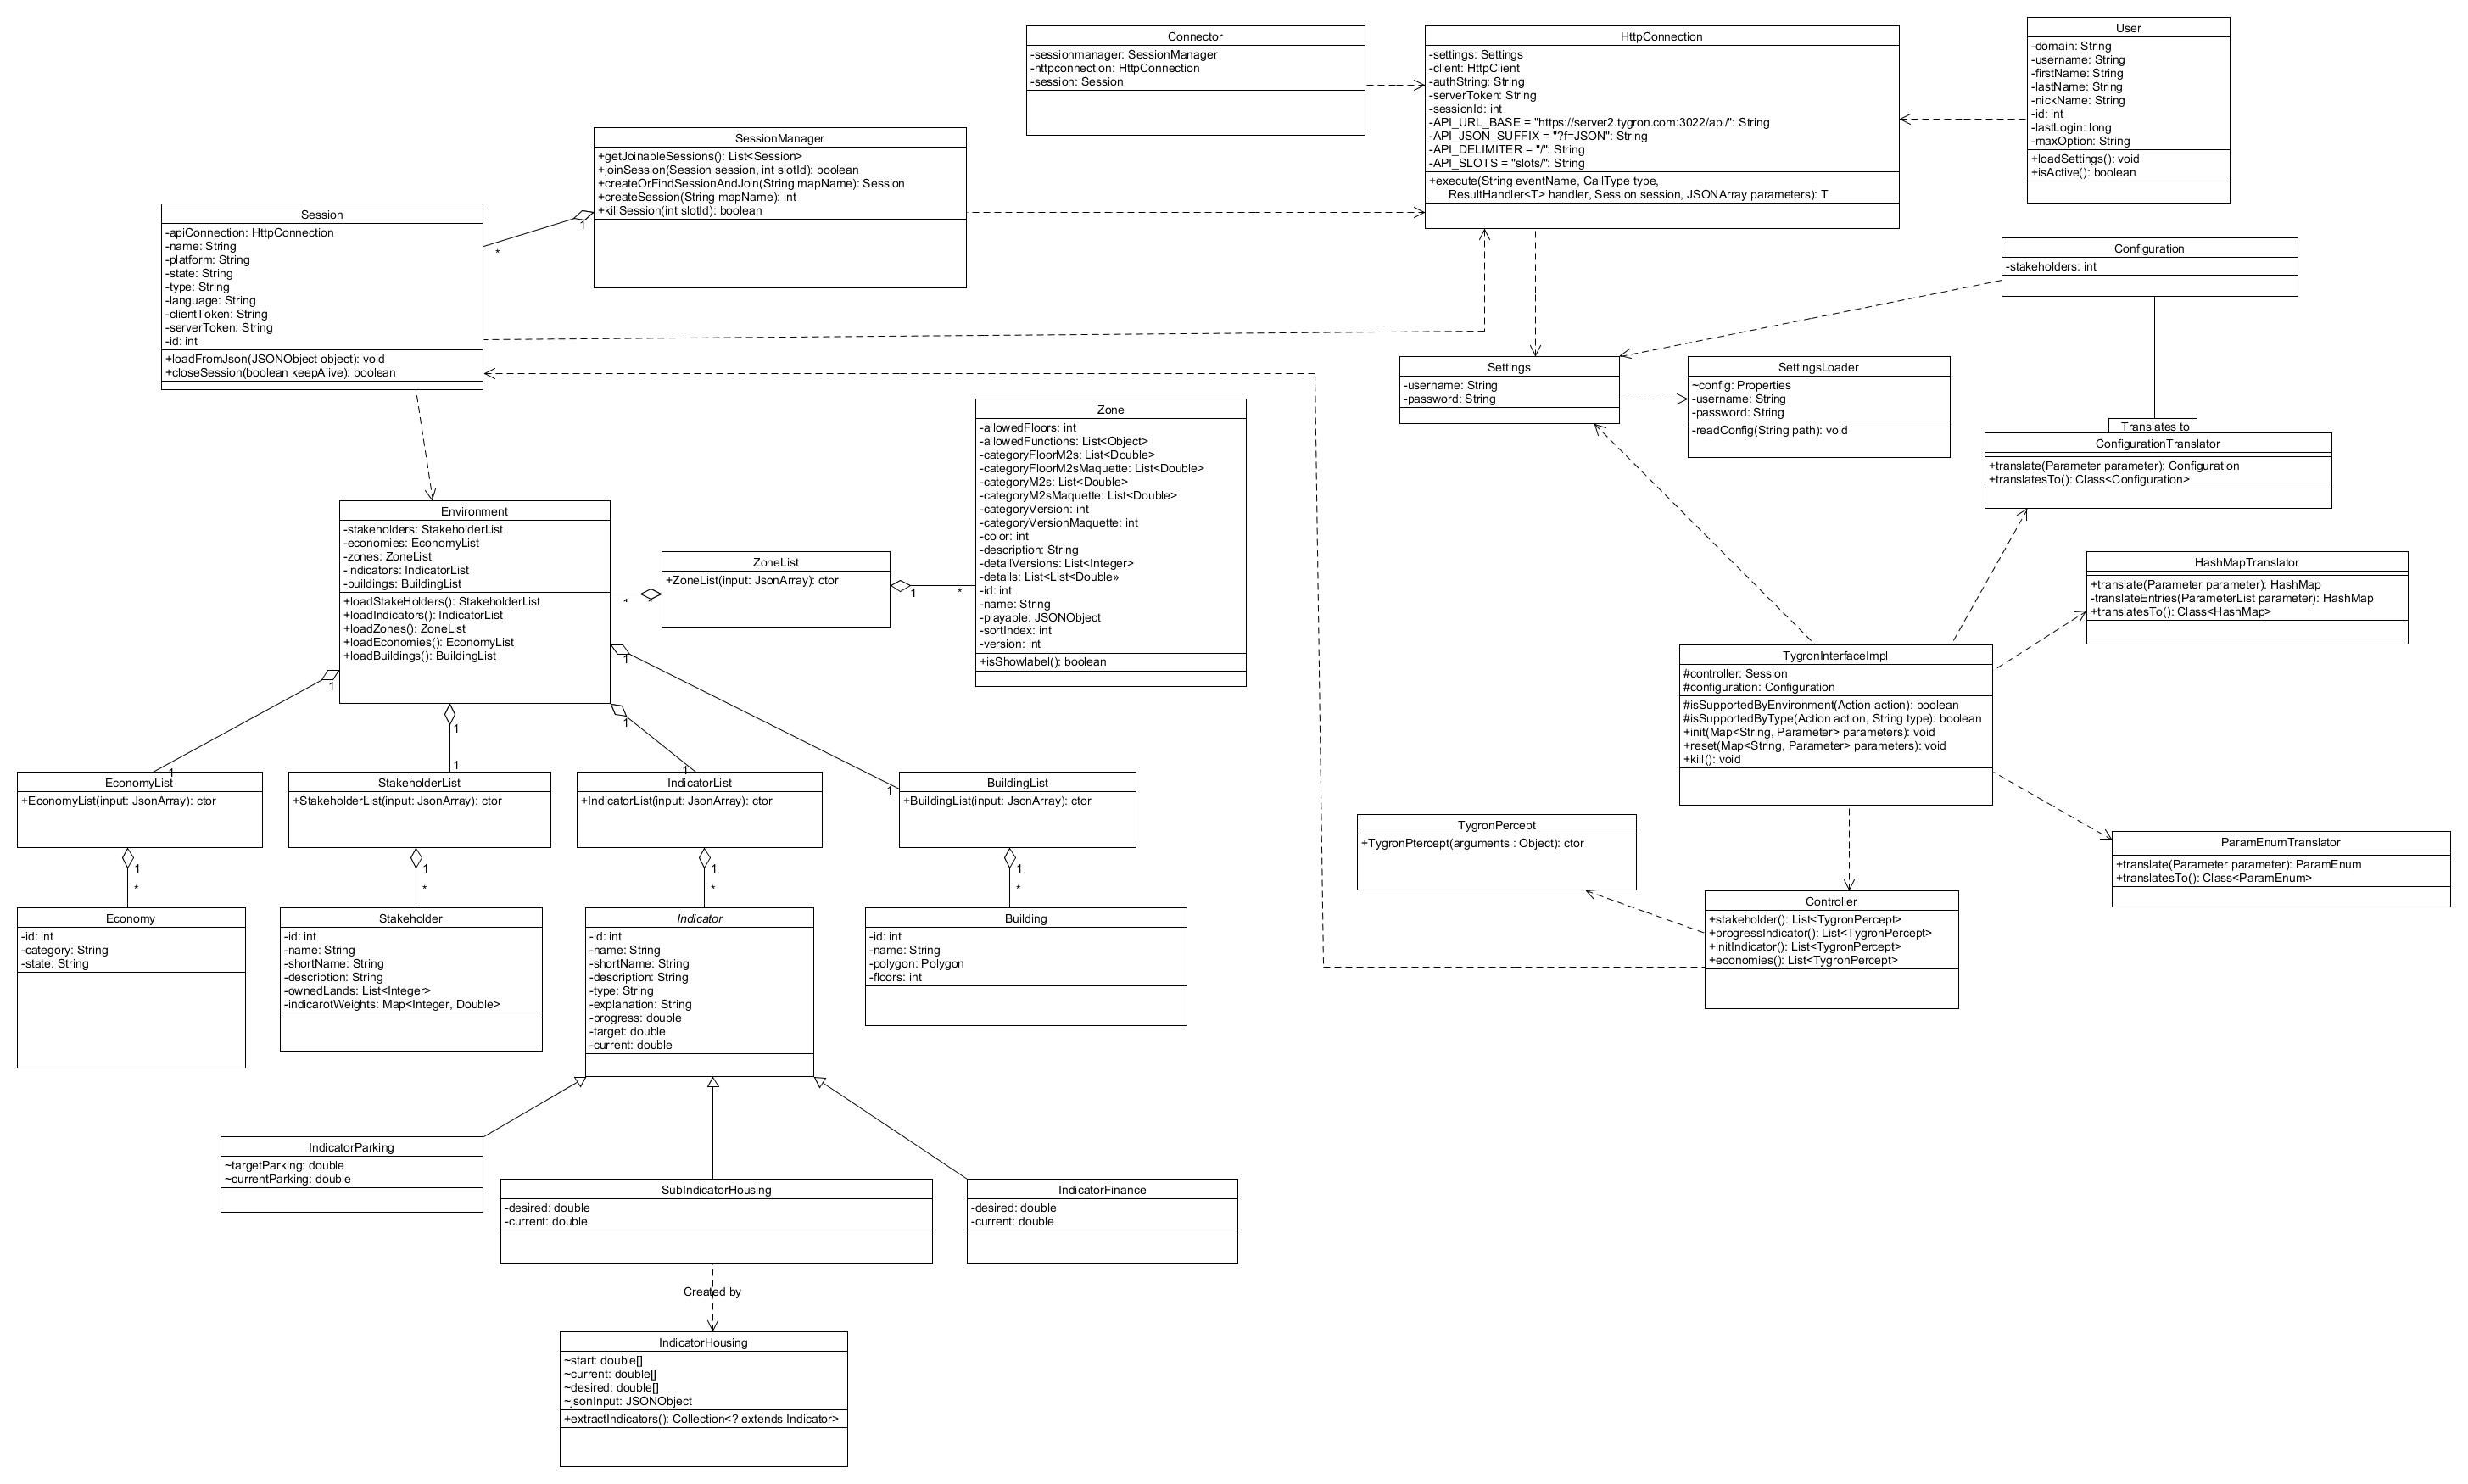 Connector
-sessionmanager: SessionManager
-httpconnection: HttpConnection
-session: Session
HttpConnection
-settings: Settings
-client: HttpClient
-authString: String
-serverToken: String
-sessionId: int
-API_URL_BASE = "https://server2.tygron.com:3022/api/": String
-API_JSON_SUFFIX = "?f=JSON": String
-API_DELIMITER = "/": String
-API_SLOTS = "slots/": String
+execute(String eventName, CallType type,
ResultHandler<T> handler, Session session, JSONArray parameters): T
User
-domain: String
-username: String
-firstName: String
-lastName: String
-nickName: String
-id: int
-lastLogin: long
-maxOption: String
+loadSettings(): void
+isActive(): boolean
SessionManager
+getJoinableSessions(): List<Session>
+joinSession(Session session, int slotId): boolean
+createOrFindSessionAndJoin(String mapName): Session
+createSession(String mapName): int
+killSession(int slotId): boolean
1
*
Session
-apiConnection: HttpConnection
-name: String
-platform: String
-state: String
-type: String
-language: String
-clientToken: String
-serverToken: String
-id: int
+loadFromJson(JSONObject object): void
+closeSession(boolean keepAlive): boolean
Configuration
-stakeholders: int
Settings
-username: String
-password: String
SettingsLoader
~config: Properties
-username: String
-password: String
-readConfig(String path): void
Translates to
ConfigurationTranslator
+translate(Parameter parameter): Configuration
+translatesTo(): Class<Configuration>
Zone
-allowedFloors: int
-allowedFunctions: List<Object>
-categoryFloorM2s: List<Double>
-categoryFloorM2sMaquette: List<Double>
-categoryM2s: List<Double>
-categoryM2sMaquette: List<Double>
-categoryVersion: int
-categoryVersionMaquette: int
-color: int
-description: String
-detailVersions: List<Integer>
-details: List<List<Double»
-id: int
-name: String
-playable: JSONObject
-sortIndex: int
-version: int
+isShowlabel(): boolean
Environment
-stakeholders: StakeholderList
-economies: EconomyList
-zones: ZoneList
-indicators: IndicatorList
-buildings: BuildingList
+loadStakeHolders(): StakeholderList
+loadIndicators(): IndicatorList
+loadZones(): ZoneList
+loadEconomies(): EconomyList
+loadBuildings(): BuildingList
ZoneList
+ZoneList(input: JsonArray): ctor
1
*
HashMapTranslator
+translate(Parameter parameter): HashMap
-translateEntries(ParameterList parameter): HashMap
+translatesTo(): Class<HashMap>
TygronInterfaceImpl
#controller: Session
#configuration: Configuration
#isSupportedByEnvironment(Action action): boolean
#isSupportedByType(Action action, String type): boolean
+init(Map<String, Parameter> parameters): void
+reset(Map<String, Parameter> parameters): void
+kill(): void
1
1
1
1
1
1
1
1
EconomyList
+EconomyList(input: JsonArray): ctor
StakeholderList
+StakeholderList(input: JsonArray): ctor
IndicatorList
+IndicatorList(input: JsonArray): ctor
BuildingList
+BuildingList(input: JsonArray): ctor
TygronPercept
+TygronPtercept(arguments : Object): ctor
ParamEnumTranslator
+translate(Parameter parameter): ParamEnum
+translatesTo(): Class<ParamEnum>
1
*
1
*
1
*
1
*
Controller
+stakeholder(): List<TygronPercept>
+progressIndicator(): List<TygronPercept>
+initIndicator(): List<TygronPercept>
+economies(): List<TygronPercept>
Economy
-id: int
-category: String
-state: String
Stakeholder
-id: int
-name: String
-shortName: String
-description: String
-ownedLands: List<Integer>
-indicarotWeights: Map<Integer, Double>
Indicator
-id: int
-name: String
-shortName: String
-description: String
-type: String
-explanation: String
-progress: double
-target: double
-current: double
Building
-id: int
-name: String
-polygon: Polygon
-floors: int
IndicatorParking
~targetParking: double
~currentParking: double
SubIndicatorHousing
-desired: double
-current: double
IndicatorFinance
-desired: double
-current: double
Created by
IndicatorHousing
~start: double[]
~current: double[]
~desired: double[]
~jsonInput: JSONObject
+extractIndicators(): Collection<? extends Indicator>